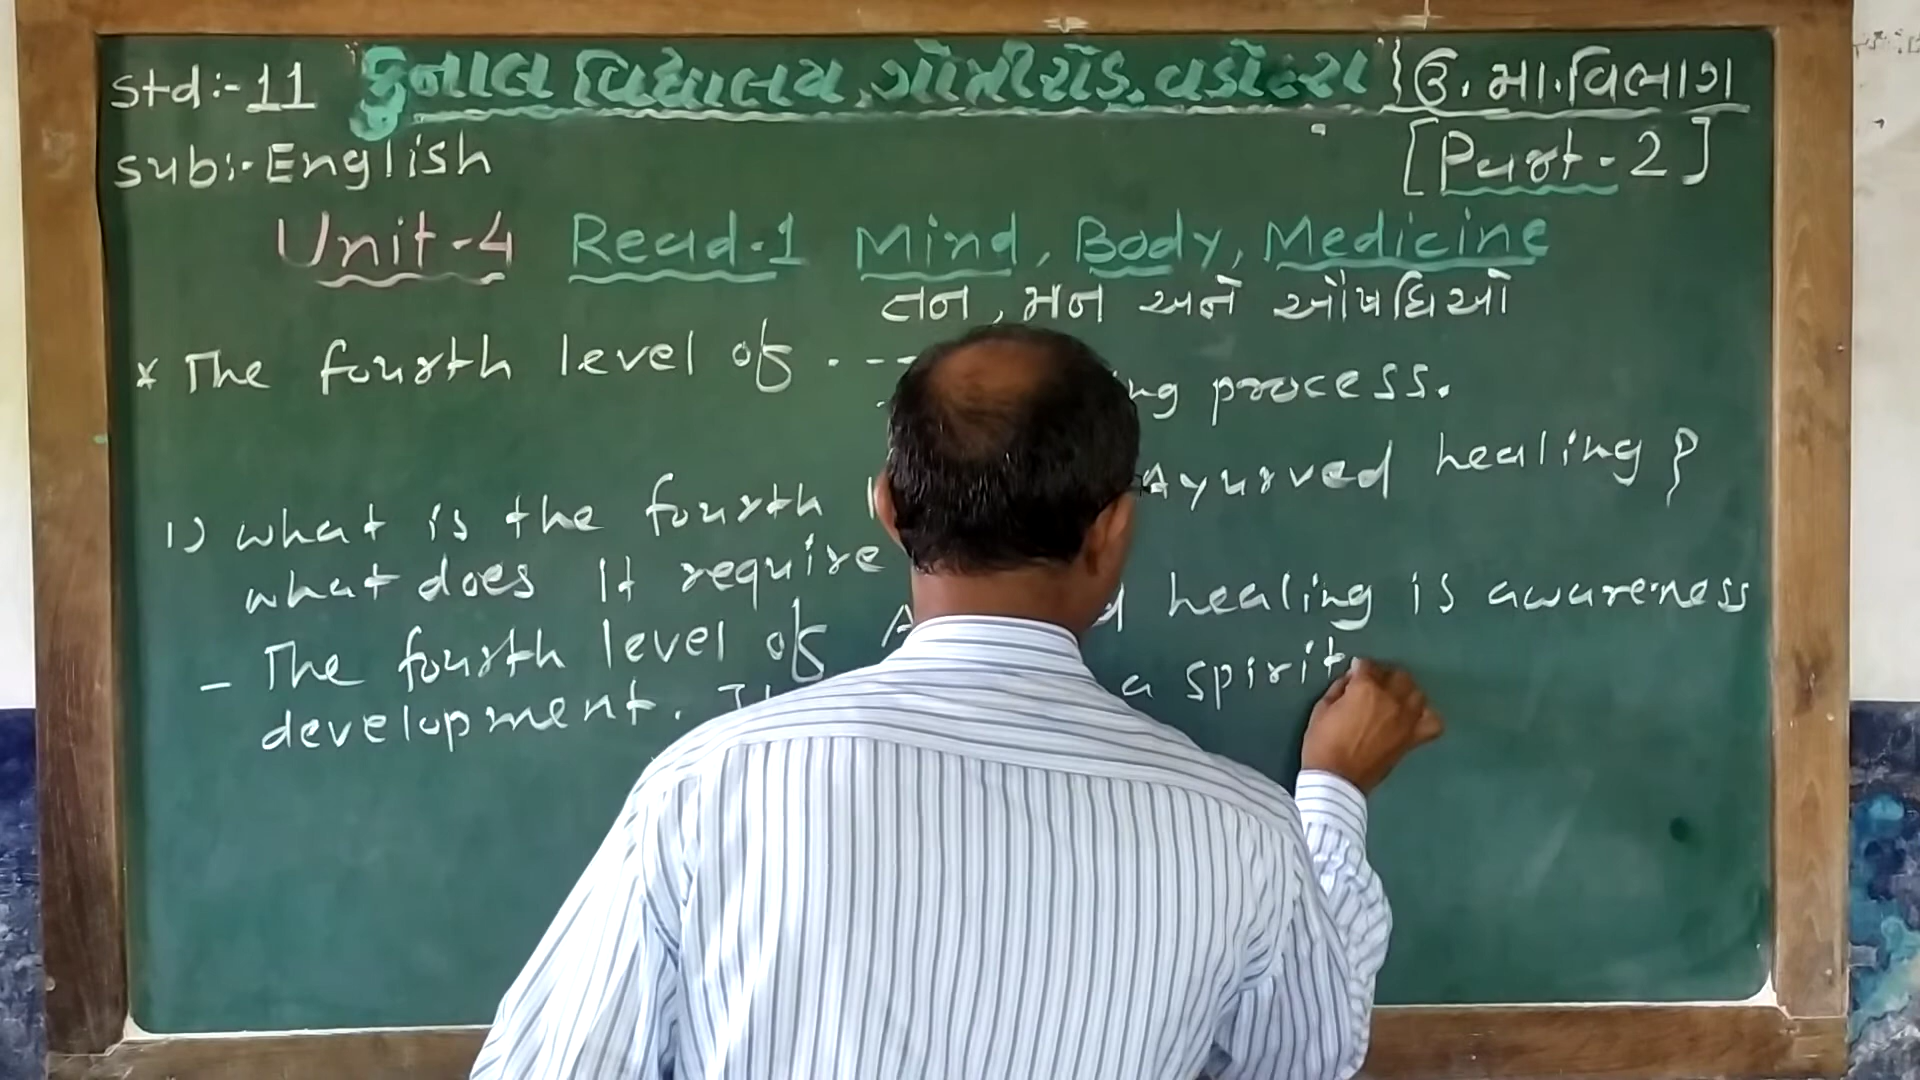 std:-11 કુનાલ વિદ્યાલય, ગોત્રીરોડ, વડોદરા } ઉ. મા. વિભાગ
sub:- English [Part-2]
Unit-4 Read-1 Mind, Body, Medicine
તન, મન અને ઔષધિઓ
* The fourth level of . - - process.
1) what is the fourth Ayurved healing ?
what does it require
- The fourth level of healing is awareness
development. a spirit